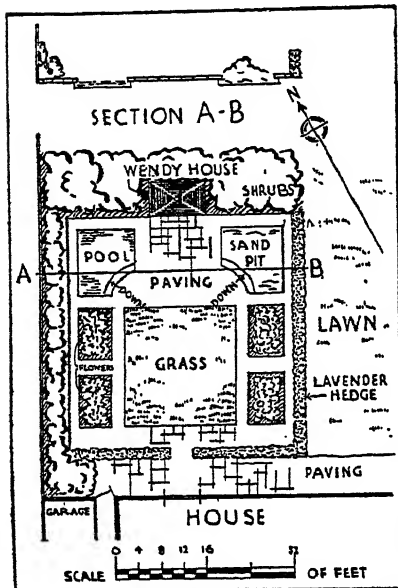 SECTION A-B
N
WENDY HOUSE
SHRUBS
POOL
SAND
PIT
A
B
DOWN
DOWN
PAVING
LAWN
GRASS
FLOWERS
LAVENDER
HEDGE
PAVING
GARAGE
HOUSE
0 4 8 12 16 32
SCALE OF FEET